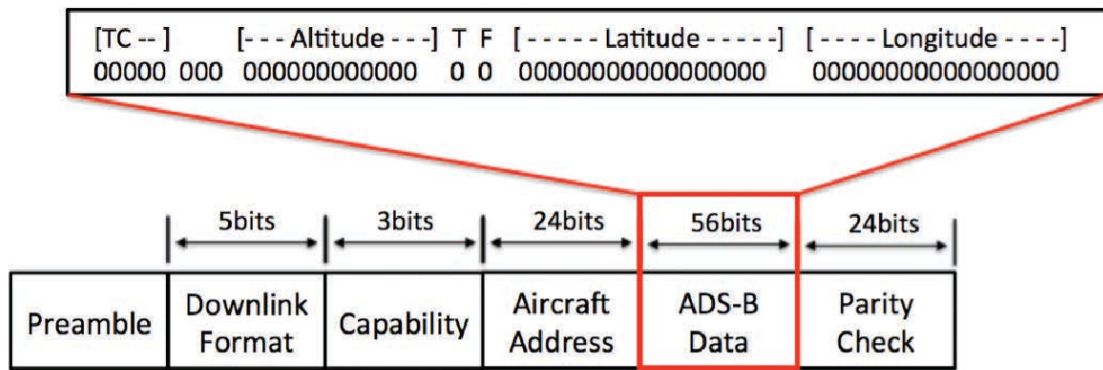 [TC -- ] [- - - Altitude - - -] T F [- - - - - Latitude - - - - -] [- - - - Longitude - - - -]
00000 000 000000000000 0 0 00000000000000000 00000000000000000
5bits 3bits 24bits 56bits 24bits
Preamble Downlink Format Capability Aircraft Address ADS-B Data Parity Check